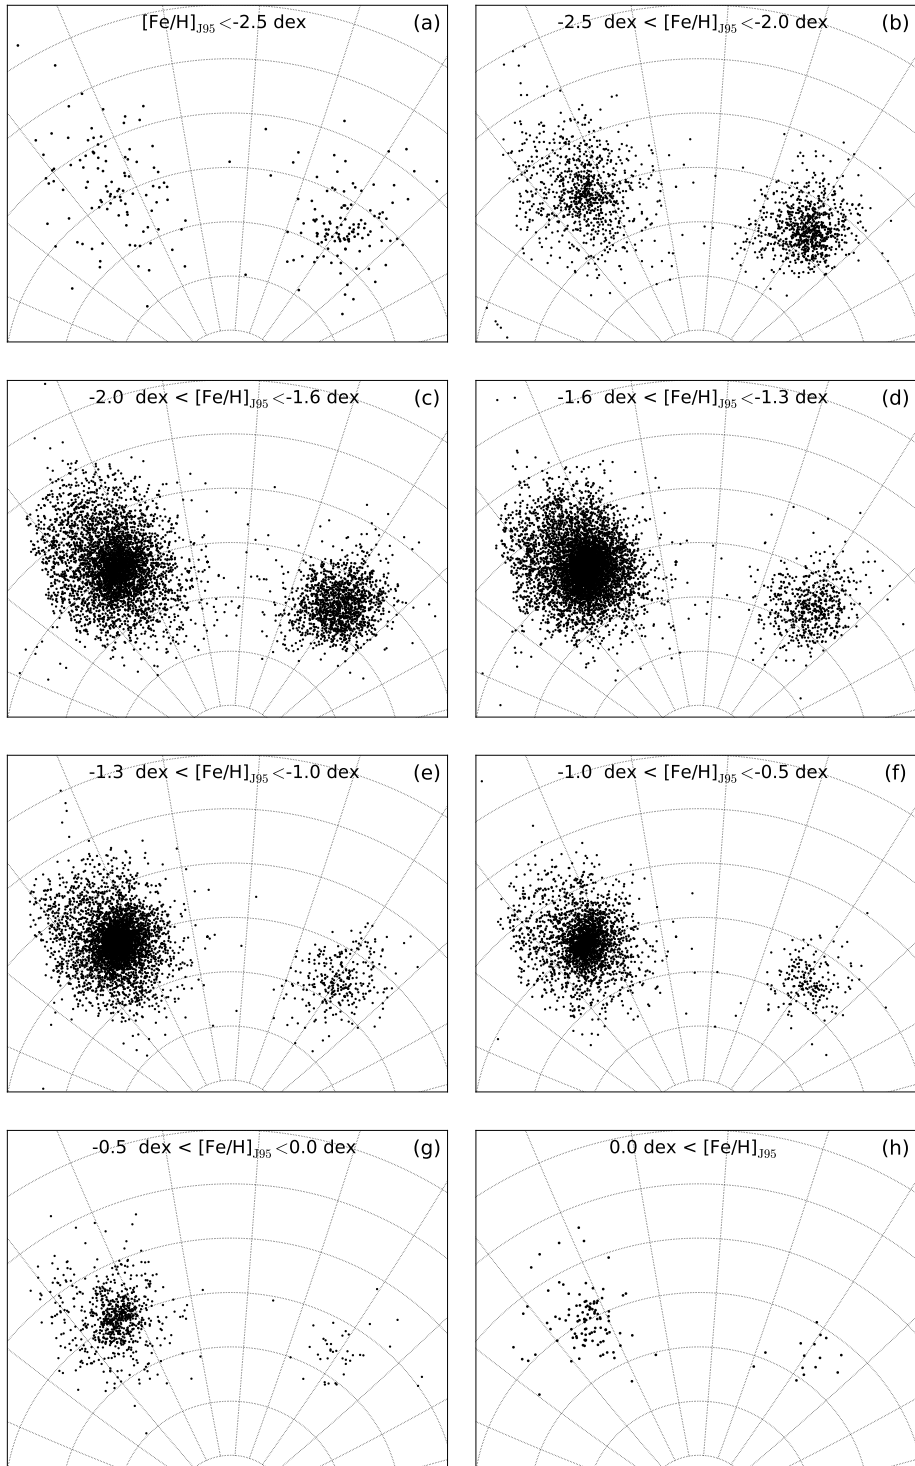 [Fe/H]J95<-2.5 dex (a)
-2.5 dex < [Fe/H]J95<-2.0 dex (b)
-2.0 dex < [Fe/H]J95<-1.6 dex (c)
-1.6 dex < [Fe/H]J95<-1.3 dex (d)
-1.3 dex < [Fe/H]J95<-1.0 dex (e)
-1.0 dex < [Fe/H]J95<-0.5 dex (f)
-0.5 dex < [Fe/H]J95<0.0 dex (g)
0.0 dex < [Fe/H]J95 (h)